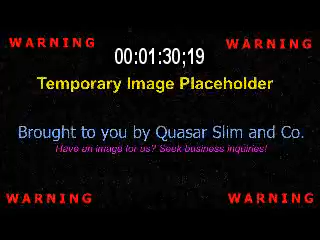 WARNING WARNING
00:01:30;19
Temporary Image Placeholder
Brought to you by Quasar Slim and Co.
Have an image for us? Seek business inquiries!
WARNING WARNING